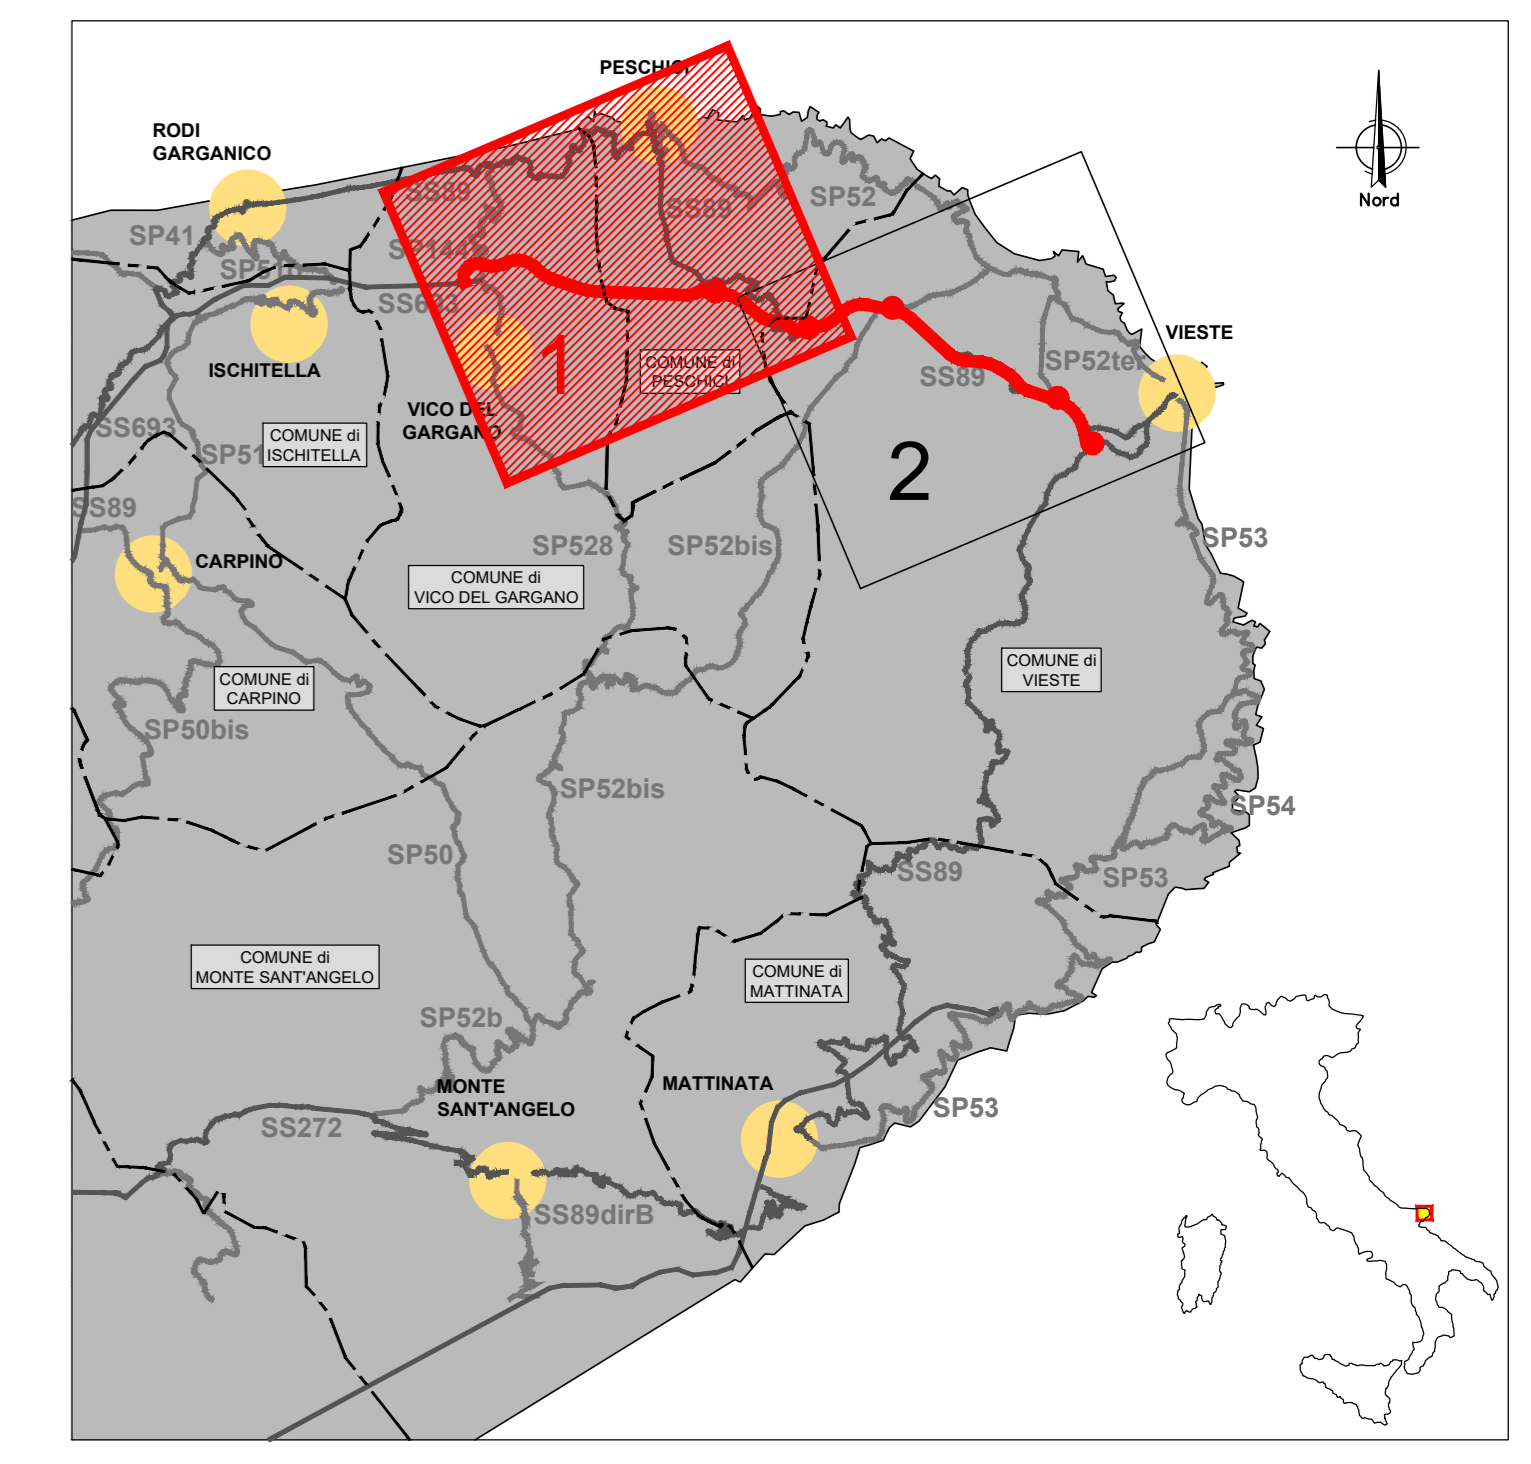 PESCHICI
RODI
GARGANICO
Nord
SS89
SP52
SS89
SP41
SP144
SS693
VIESTE
ISCHITELLA
1
COMUNE di
PESCHICI
SS89
SP52ter
VICO DEL
GARGANO
SS693
COMUNE di
ISCHITELLA
SP51
2
SS89
SP53
CARPINO
SP528
SP52bis
COMUNE di
VICO DEL GARGANO
COMUNE di
CARPINO
COMUNE di
VIESTE
SP50bis
SP52bis
SP54
SP50
SS89
SP53
COMUNE di
MONTE SANT'ANGELO
COMUNE di
MATTINATA
SP52b
MONTE
SANT'ANGELO
MATTINATA
SP53
SS272
SS89dirB